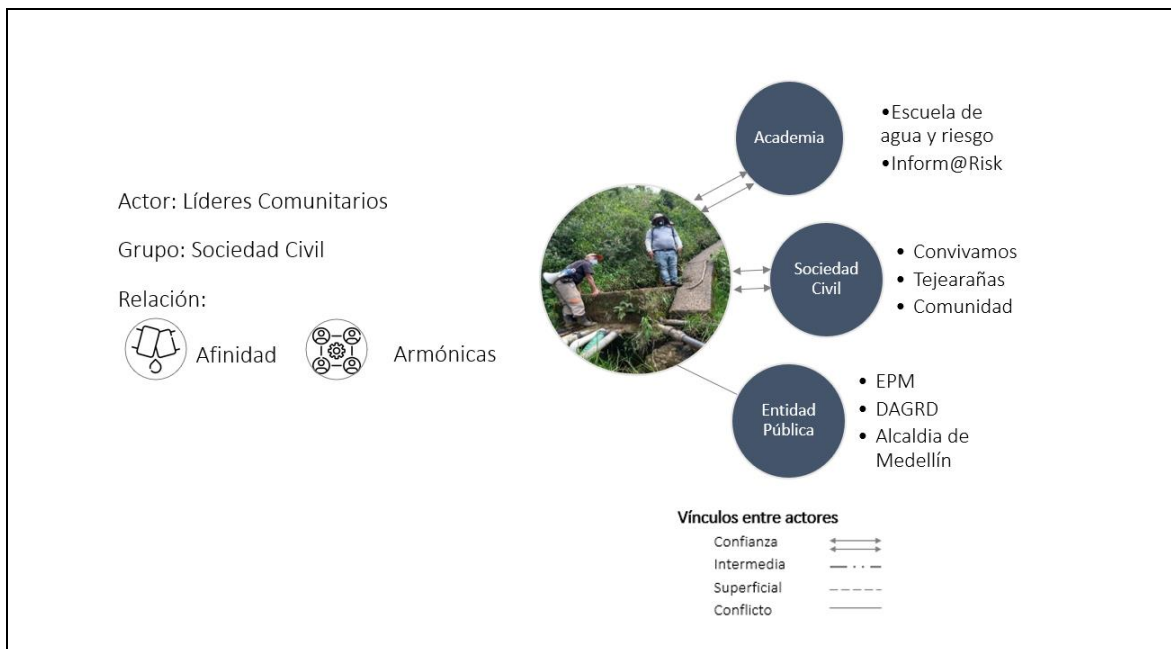 Actor: Líderes Comunitarios
Grupo: Sociedad Civil
Relación:
Afinidad
Armónicas
Academia
•Escuela de
agua y riesgo
•Inform@Risk
Sociedad
Civil
• Convivamos
• Tejearañas
• Comunidad
Entidad
Pública
• EPM
• DAGRD
• Alcaldia de
Medellín
Vínculos entre actores
Confianza
Intermedia
Superficial
Conflicto